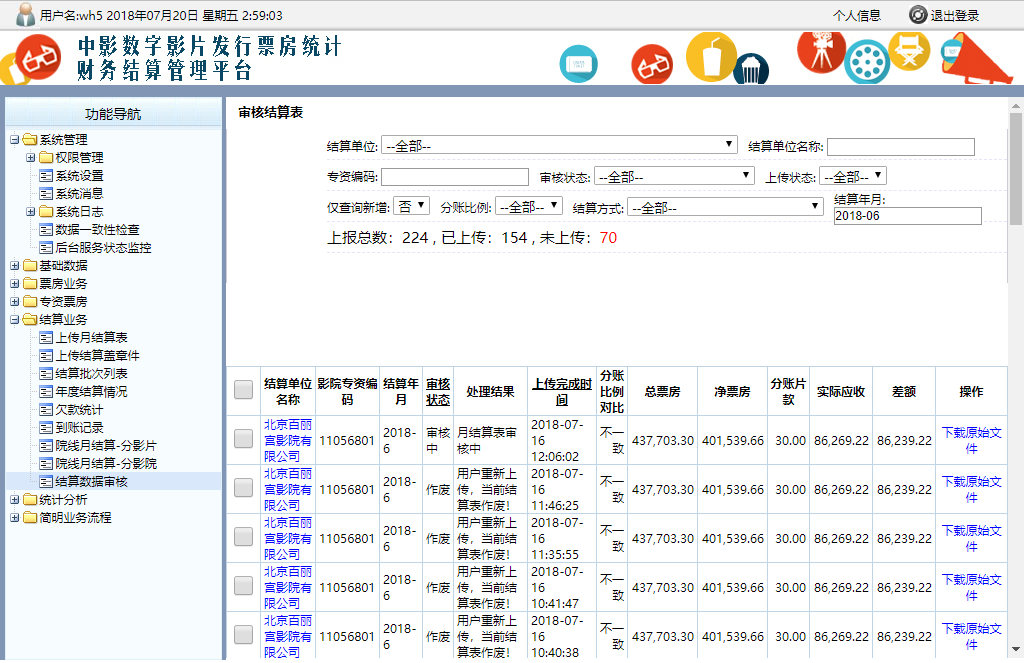 用户名:wh5 2018年07月20日 星期五 2:59:03
个人信息 退出登录
中影数字影片发行票房统计
财务结算管理平台
功能导航
系统管理
权限管理
系统设置
系统消息
系统日志
数据一致性检查
后台服务状态监控
基础数据
票房业务
专资票房
结算业务
上传月结算表
上传结算盖章件
结算批次列表
年度结算情况
欠款统计
到账记录
院线月结算-分影片
院线月结算-分影院
结算数据审核
统计分析
简明业务流程
审核结算表
结算单位: --全部-- 结算单位名称:
专资编码: 审核状态: --全部-- 上传状态: --全部--
仅查询新增: 否 分账比例: --全部-- 结算方式: --全部-- 结算年月: 2018-06
上报总数：224 , 已上传：154 , 未上传：70
结算单位名称 影院专资编码 结算年月 审核状态 处理结果 上传完成时间 分账比例对比 总票房 净票房 分账片款 实际应收 差额 操作
北京百丽宫影院有限公司 11056801 2018-6 审核中 月结算表审核中 2018-07-16 12:06:02 不一致 437,703.30 401,539.66 30.00 86,269.22 86,239.22 下载原始文件
北京百丽宫影院有限公司 11056801 2018-6 作废 用户重新上传，当前结算表作废! 2018-07-16 11:46:25 不一致 437,703.30 401,539.66 30.00 86,269.22 86,239.22 下载原始文件
北京百丽宫影院有限公司 11056801 2018-6 作废 用户重新上传，当前结算表作废! 2018-07-16 11:35:55 不一致 437,703.30 401,539.66 30.00 86,269.22 86,239.22 下载原始文件
北京百丽宫影院有限公司 11056801 2018-6 作废 用户重新上传，当前结算表作废! 2018-07-16 10:41:47 不一致 437,703.30 401,539.66 30.00 86,269.22 86,239.22 下载原始文件
北京百丽宫影院有限公司 11056801 2018-6 作废 用户重新上传，当前结算表作废! 2018-07-16 10:40:38 不一致 437,703.30 401,539.66 30.00 86,269.22 86,239.22 下载原始文件